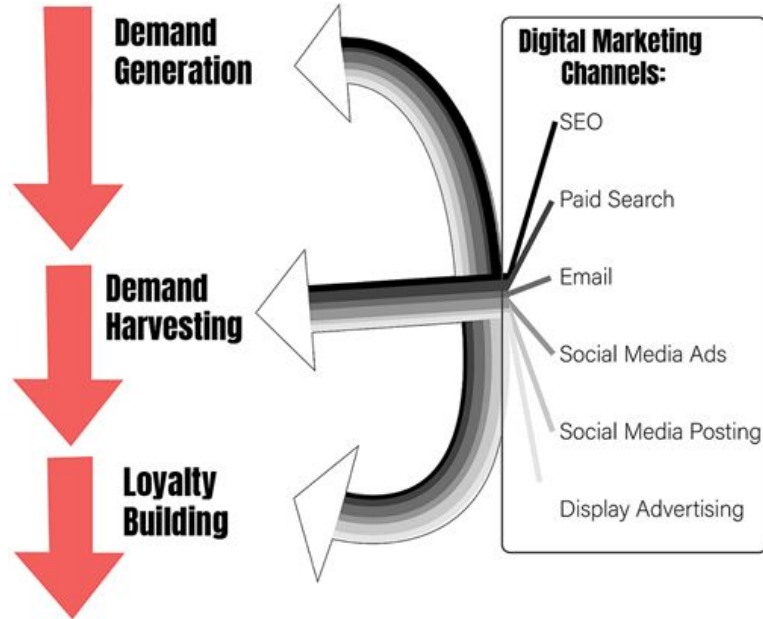 Demand
Generation
Demand
Harvesting
Loyalty
Building
Digital Marketing
Channels:
SEO
Paid Search
Email
Social Media Ads
Social Media Posting
Display Advertising